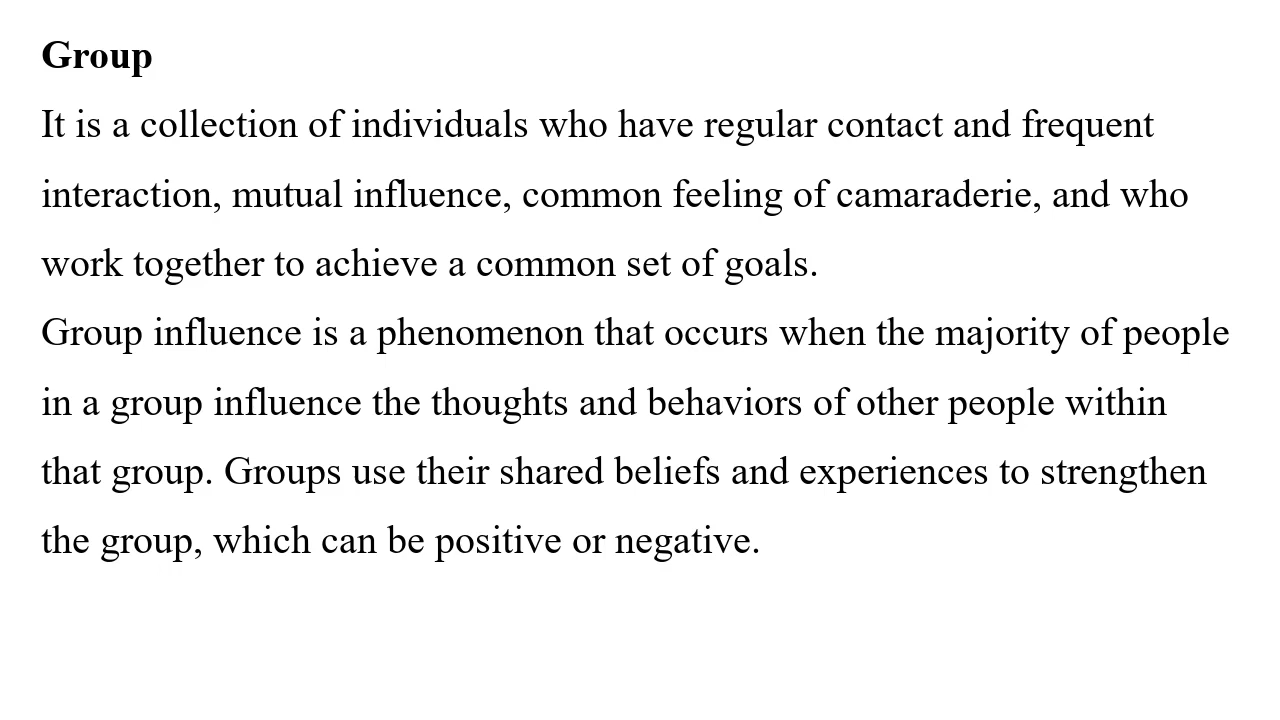 Group
It is a collection of individuals who have regular contact and frequent
interaction, mutual influence, common feeling of camaraderie, and who
work together to achieve a common set of goals.
Group influence is a phenomenon that occurs when the majority of people
in a group influence the thoughts and behaviors of other people within
that group. Groups use their shared beliefs and experiences to strengthen
the group, which can be positive or negative.